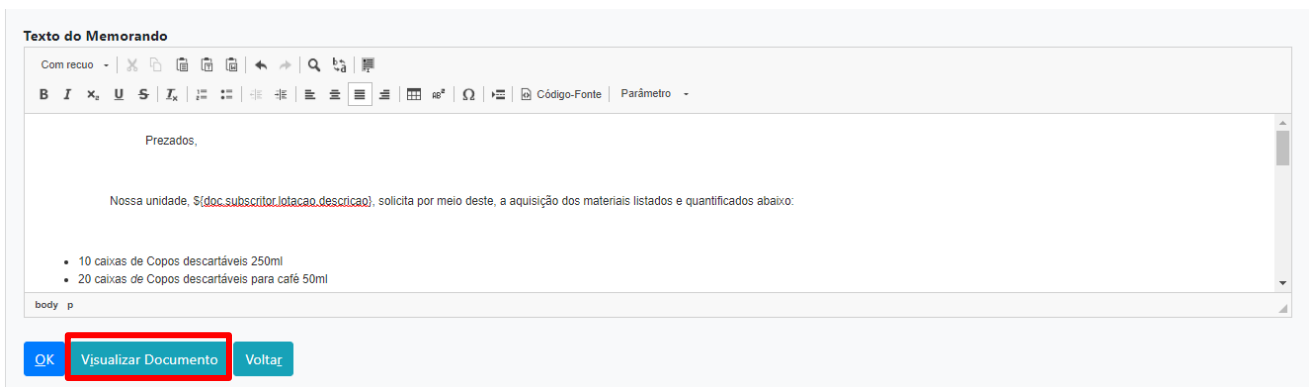 Texto do Memorando
Com recuo
B I x₂ U S Iₓ Ω Código-Fonte Parâmetro
Prezados,
Nossa unidade, ${doc.subscritor.lotacao.descricao}, solicita por meio deste, a aquisição dos materiais listados e quantificados abaixo:
• 10 caixas de Copos descartáveis 250ml
• 20 caixas de Copos descartáveis para café 50ml
body p
OK Visualizar Documento Voltar